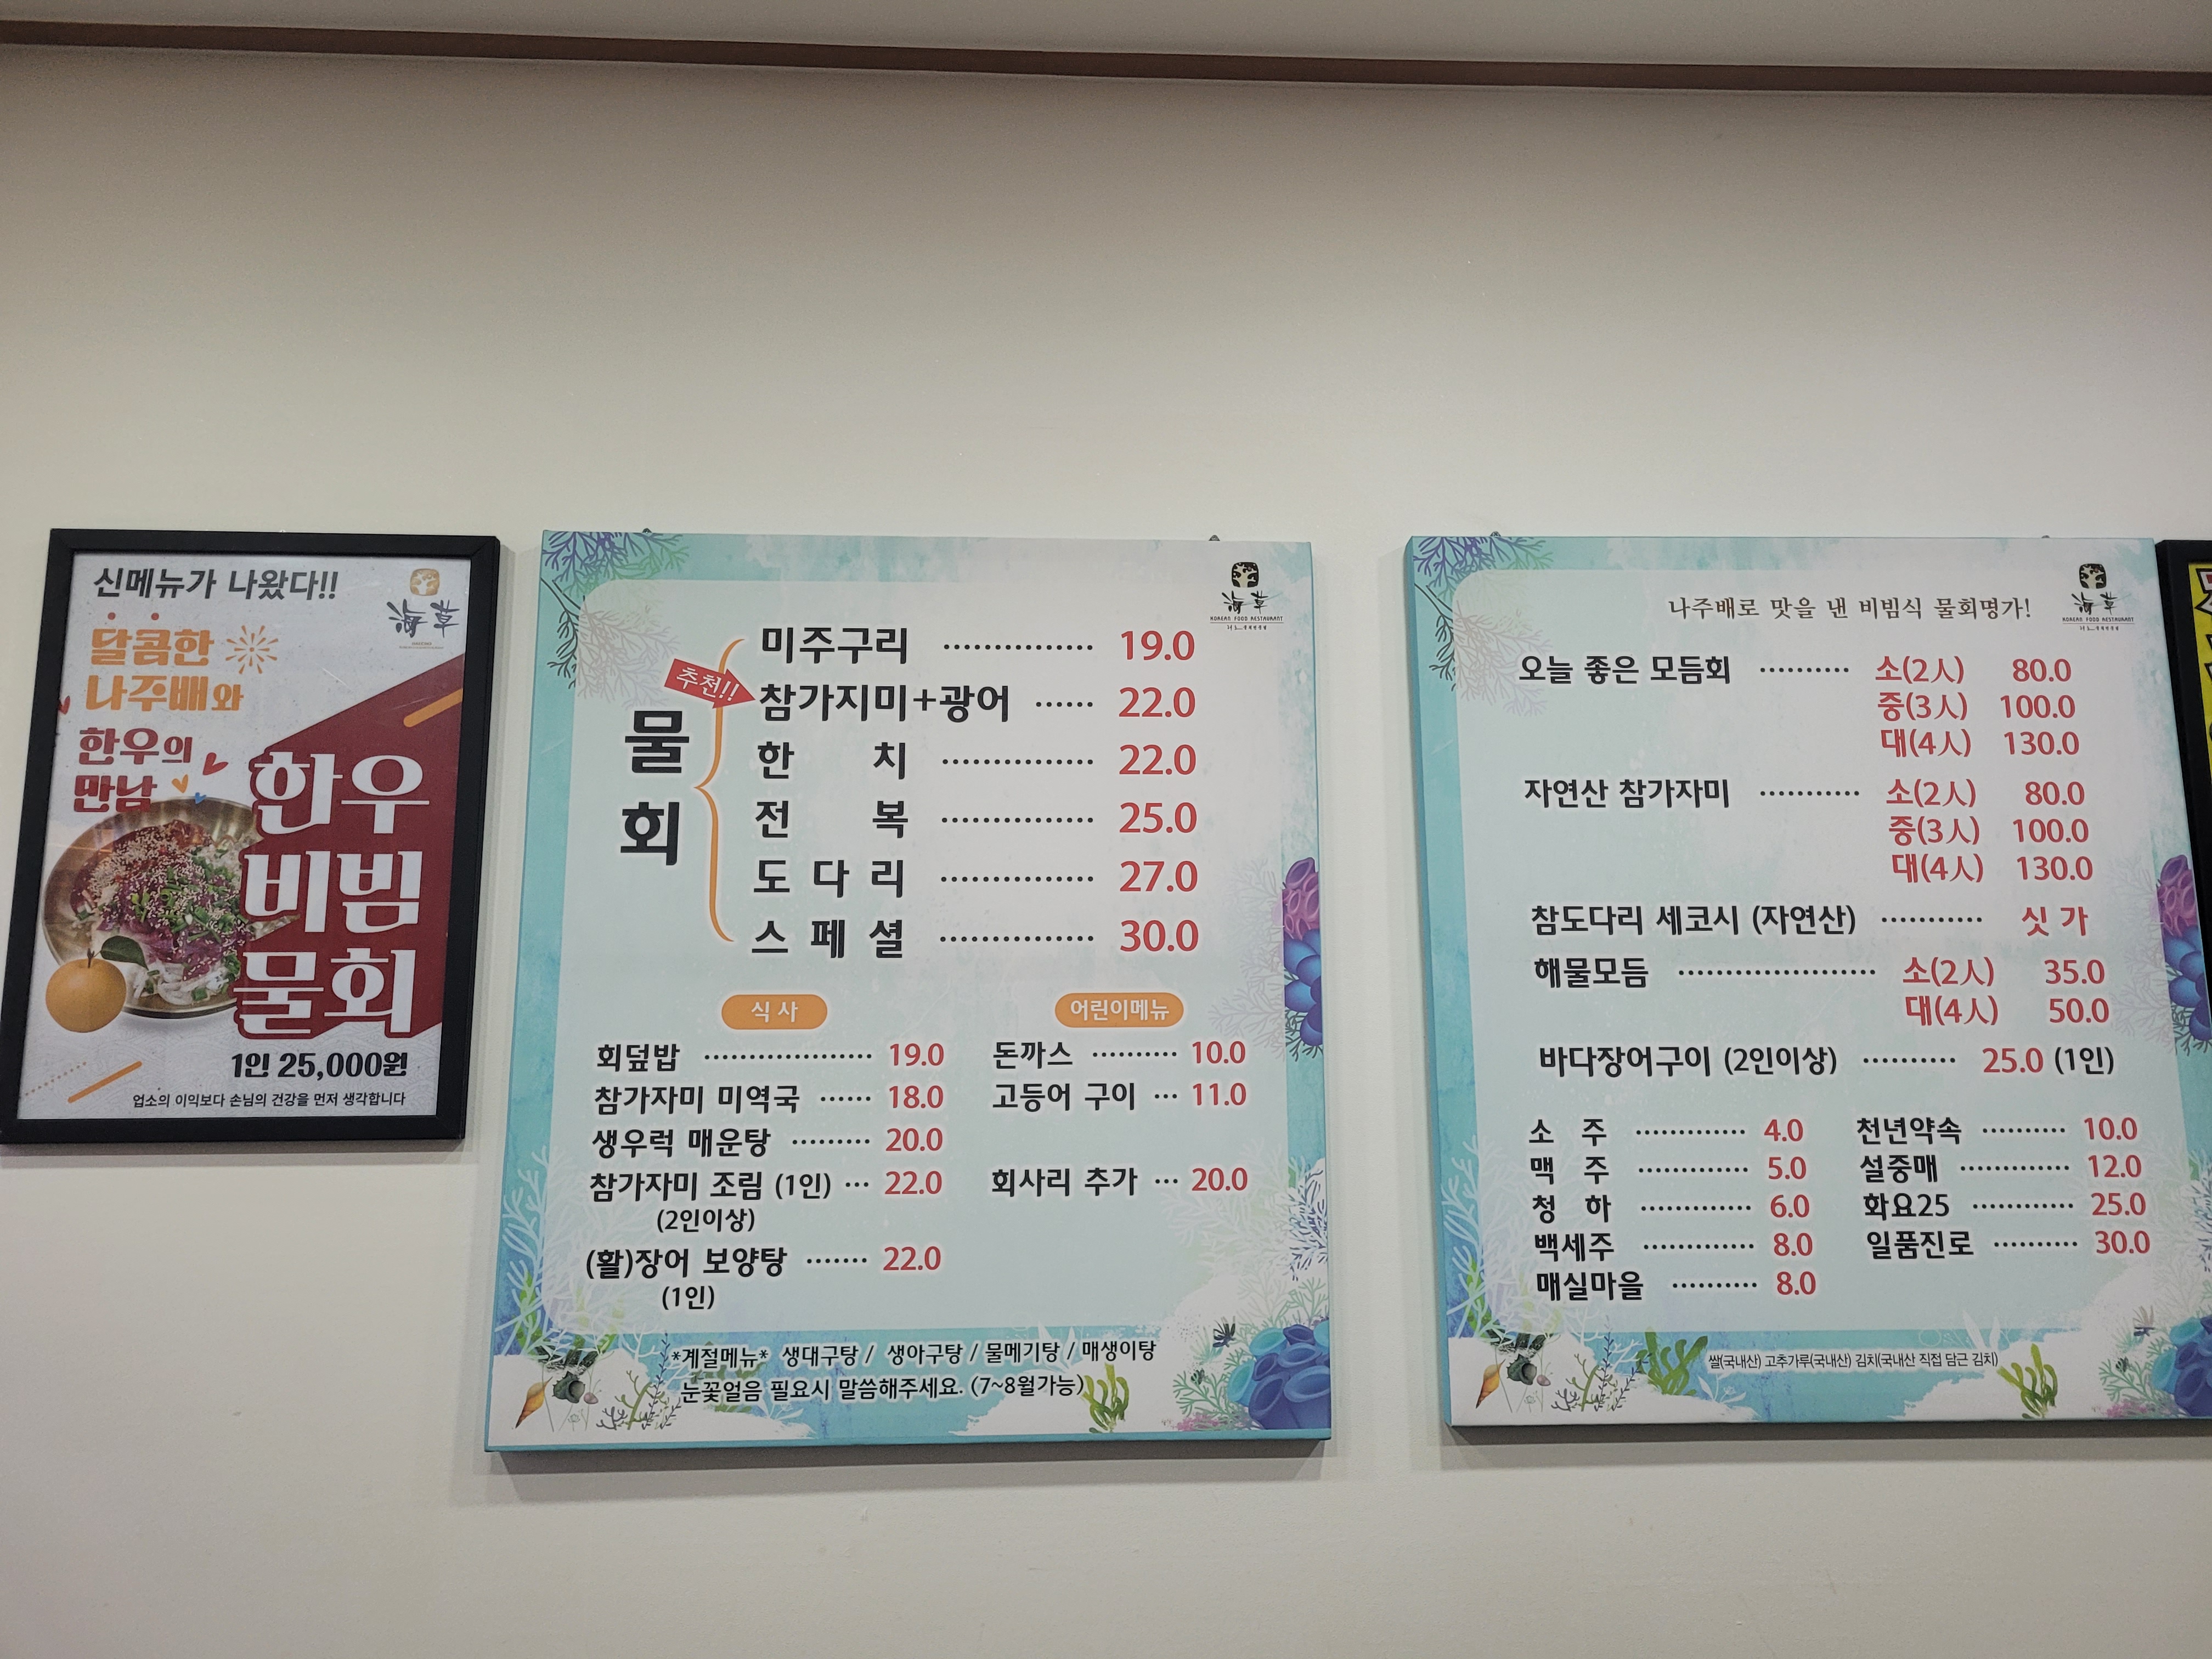 신메뉴가 나왔다!!
海草
달콤한
나주배와
한우의
만남
한우
비빔
물회
1인 25,000원
업소의 이익보다 손님의 건강을 먼저 생각합니다
海草
KOREAN FOOD RESTAURANT
물회
추천!!
미주구리 ··············· 19.0
참가지미+광어 ······ 22.0
한 치 ··············· 22.0
전 복 ··············· 25.0
도 다 리 ··············· 27.0
스 페 셜 ··············· 30.0
식 사
회덮밥 ··················· 19.0
참가자미 미역국 ······ 18.0
생우럭 매운탕 ········· 20.0
참가자미 조림 (1인) ··· 22.0
(2인이상)
(활)장어 보양탕 ······· 22.0
(1인)
어린이메뉴
돈까스 ·········· 10.0
고등어 구이 ··· 11.0
회사리 추가 ··· 20.0
*계절메뉴* 생대구탕 / 생아구탕 / 물메기탕 / 매생이탕
눈꽃얼음 필요시 말씀해주세요. (7~8월가능)
나주배로 맛을 낸 비빔식 물회명가!
海草
KOREAN FOOD RESTAURANT
오늘 좋은 모듬회 ·········· 소(2人) 80.0
중(3人) 100.0
대(4人) 130.0
자연산 참가자미 ··········· 소(2人) 80.0
중(3人) 100.0
대(4人) 130.0
참도다리 세코시 (자연산) ··········· 싯 가
해물모듬 ······················ 소(2人) 35.0
대(4人) 50.0
바다장어구이 (2인이상) ·········· 25.0 (1인)
소 주 ············· 4.0
맥 주 ············· 5.0
청 하 ············· 6.0
백세주 ············· 8.0
매실마을 ·········· 8.0
천년약속 ·········· 10.0
설중매 ············· 12.0
화요25 ············ 25.0
일품진로 ·········· 30.0
쌀(국내산) 고추가루(국내산) 김치(국내산 직접 담근 김치)